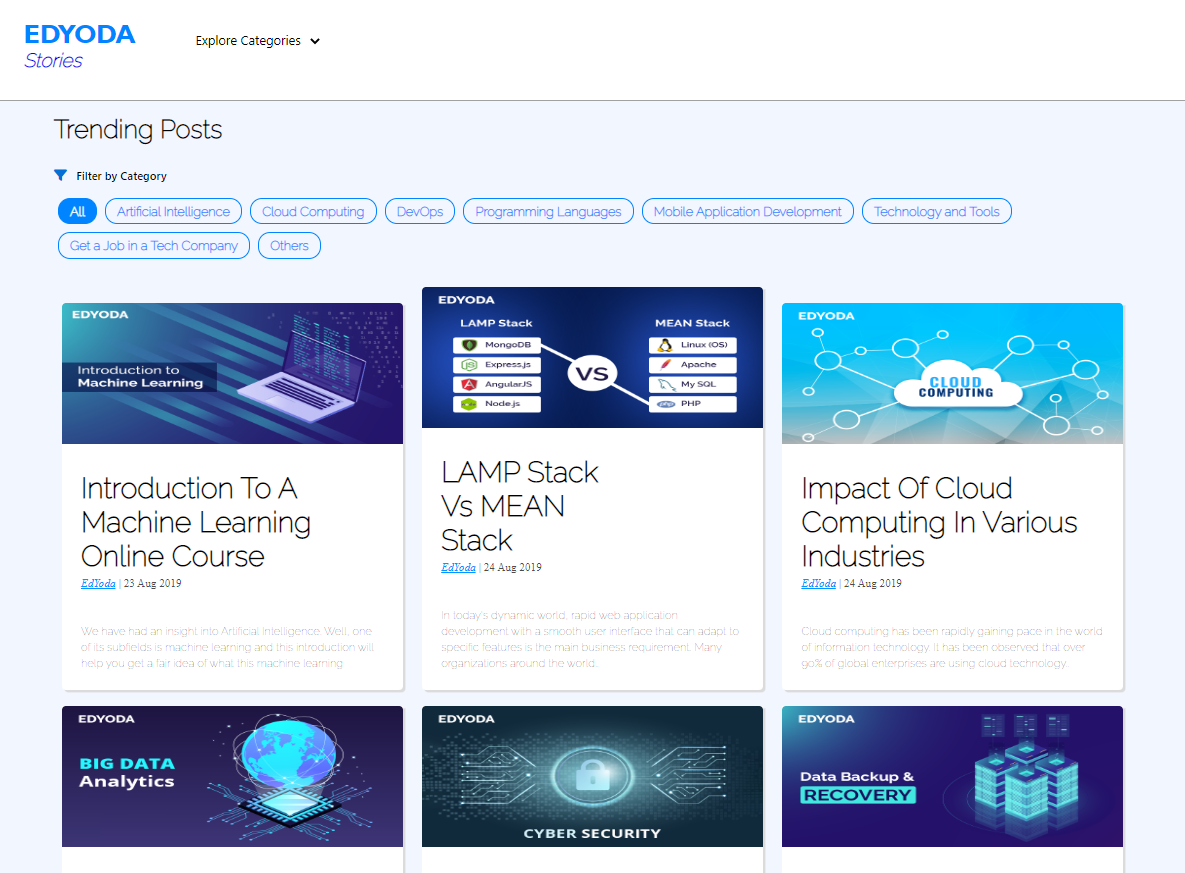 EDYODA
Stories
Explore Categories
Trending Posts
Filter by Category
All
Artificial Intelligence
Cloud Computing
DevOps
Programming Languages
Mobile Application Development
Technology and Tools
Get a Job in a Tech Company
Others
EDYODA
Introduction to
Machine Learning
Introduction To A
Machine Learning
Online Course
EdYoda | 23 Aug 2019
We have had an insight into Artificial Intelligence. Well, one
of its subfields is machine learning and this introduction will
help you get a fair idea of what this machine learning
EDYODA
LAMP Stack
MEAN Stack
MongoDB
Express.js
AngularJS
Node.js
VS
Linux (OS)
Apache
My SQL
PHP
LAMP Stack
Vs MEAN
Stack
EdYoda | 24 Aug 2019
In today's dynamic world, rapid web application
development with a smooth user interface that can adapt to
specific features is the main business requirement. Many
organizations around the world...
EDYODA
CLOUD
COMPUTING
Impact Of Cloud
Computing In Various
Industries
EdYoda | 24 Aug 2019
Cloud computing has been rapidly gaining pace in the world
of information technology. It has been observed that over
90% of global enterprises are using cloud technology.
EDYODA
BIG DATA
Analytics
EDYODA
CYBER SECURITY
EDYODA
Data Backup &
RECOVERY